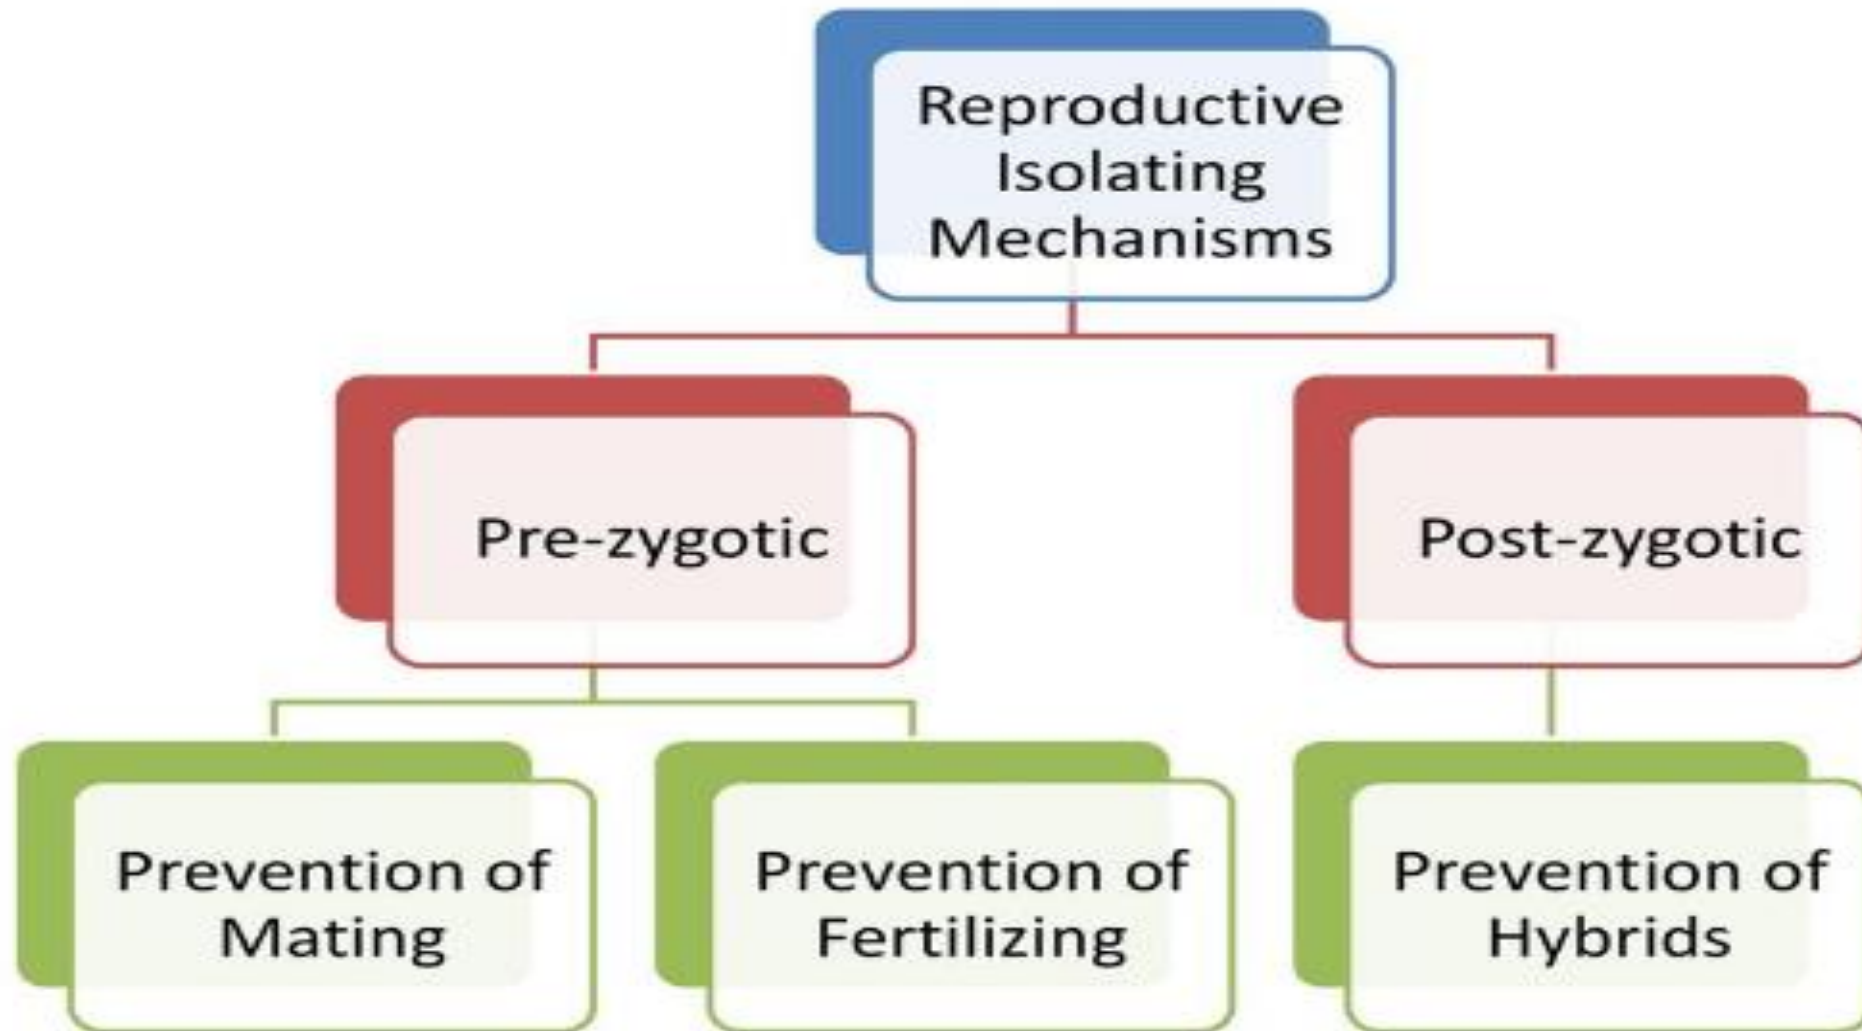 Reproductive
Isolating
Mechanisms
Pre-zygotic
Post-zygotic
Prevention of
Mating
Prevention of
Fertilizing
Prevention of
Hybrids